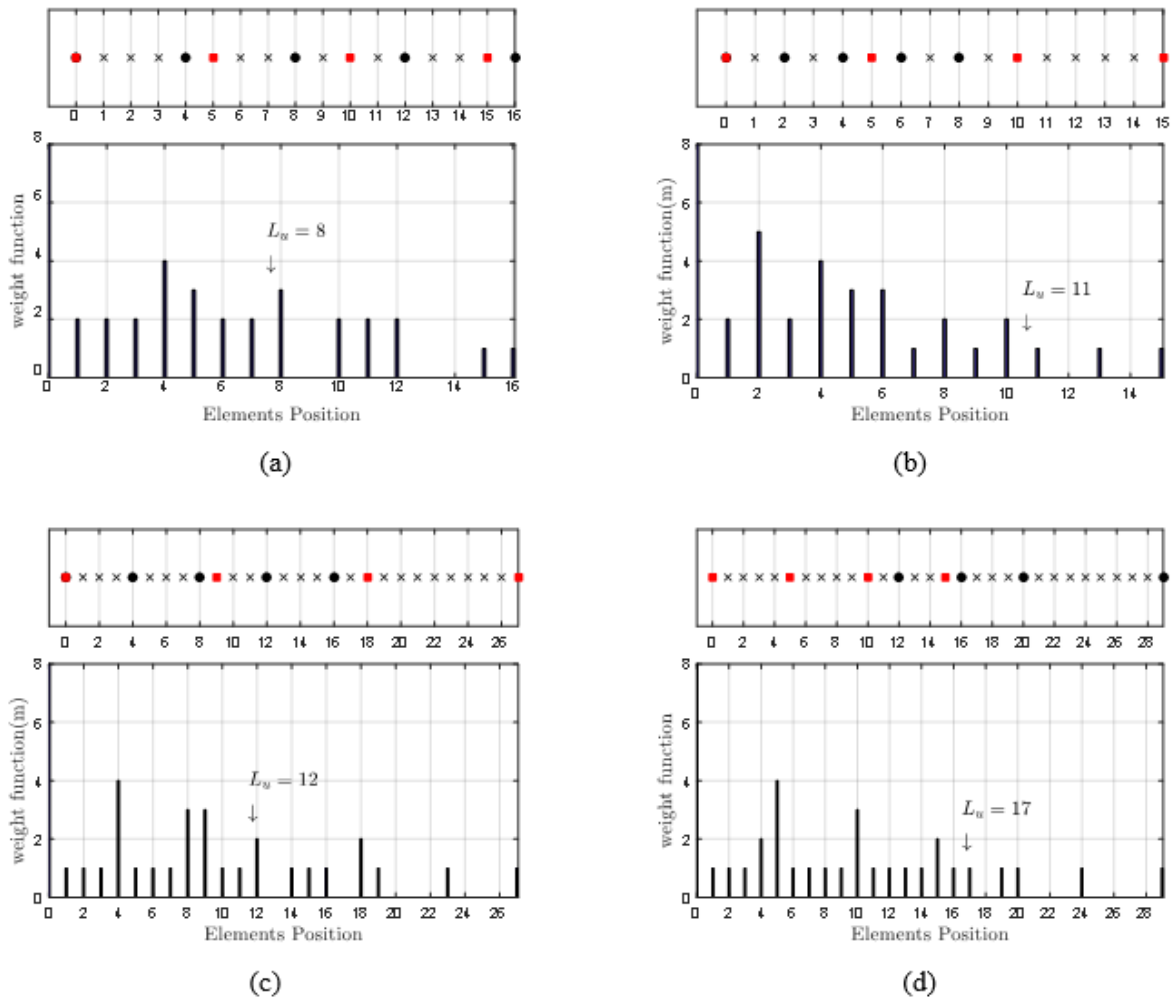 0 1 2 3 4 5 6 7 8 9 10 11 12 13 14 15 16
8
6
4
2
0
weight function
L_u = 8
↓
0 2 4 6 8 10 12 14 16
Elements Position
(a)
0 1 2 3 4 5 6 7 8 9 10 11 12 13 14 15
8
6
4
2
0
weight function(m)
L_u = 11
↓
0 2 4 6 8 10 12 14
Elements Position
(b)
0 2 4 6 8 10 12 14 16 18 20 22 24 26
8
6
4
2
0
weight function(m)
L_u = 12
↓
0 2 4 6 8 10 12 14 16 18 20 22 24 26
Elements Position
(c)
0 2 4 6 8 10 12 14 16 18 20 22 24 26 28
8
6
4
2
0
weight function
L_u = 17
↓
0 2 4 6 8 10 12 14 16 18 20 22 24 26 28
Elements Position
(d)